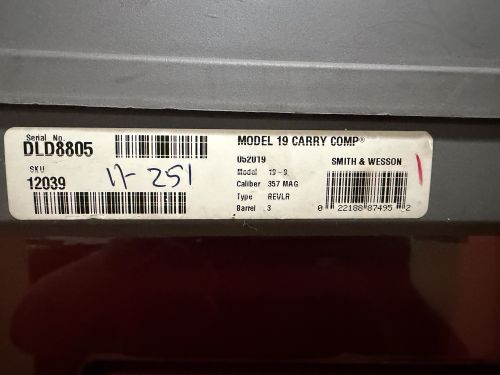 Serial No.
DLD8805
SKU
12039
17-251
MODEL 19 CARRY COMP®
052019
SMITH & WESSON
Model 19-9
Caliber 357 MAG
Type REVLR
Barrel 3
0 22188 87495 2